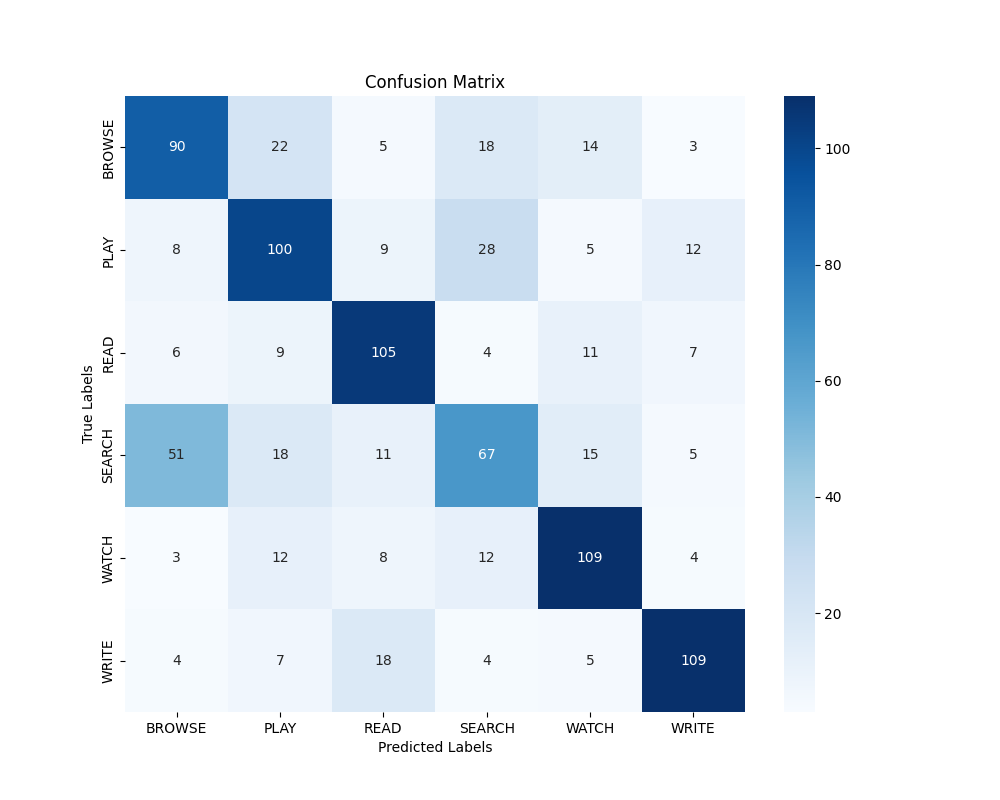 Confusion Matrix
BROWSE 90 22 5 18 14 3
PLAY 8 100 9 28 5 12
READ 6 9 105 4 11 7
SEARCH 51 18 11 67 15 5
WATCH 3 12 8 12 109 4
WRITE 4 7 18 4 5 109
BROWSE PLAY READ SEARCH WATCH WRITE
Predicted Labels
True Labels
100
80
60
40
20